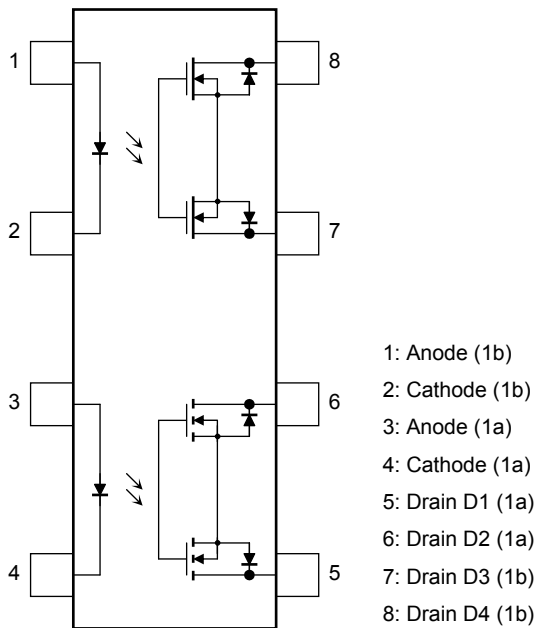 1
8
2
7
3
6
4
5
1: Anode (1b)
2: Cathode (1b)
3: Anode (1a)
4: Cathode (1a)
5: Drain D1 (1a)
6: Drain D2 (1a)
7: Drain D3 (1b)
8: Drain D4 (1b)